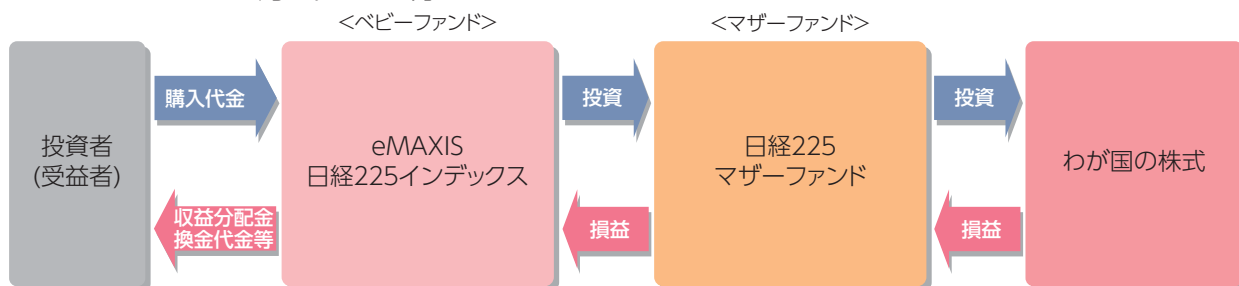 <ベビーファンド>
<マザーファンド>
投資者
(受益者)
購入代金
収益分配金
換金代金等
eMAXIS
日経225インデックス
投資
損益
日経225
マザーファンド
投資
損益
わが国の株式